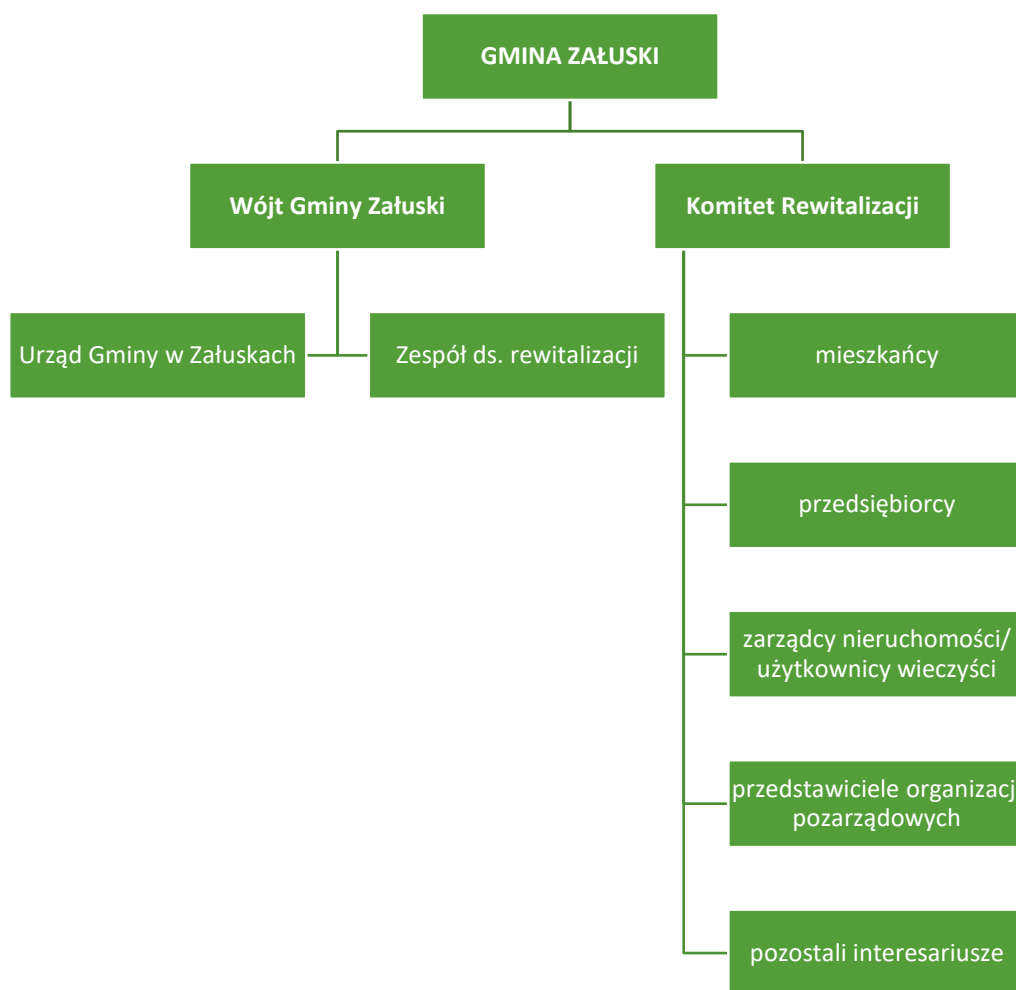 GMINA ZAŁUSKI
Wójt Gminy Załuski
Komitet Rewitalizacji
Urząd Gminy w Załuskach
Zespół ds. rewitalizacji
mieszkańcy
przedsiębiorcy
zarządcy nieruchomości/
użytkownicy wieczyści
przedstawiciele organizacj
pozarządowych
pozostali interesariusze